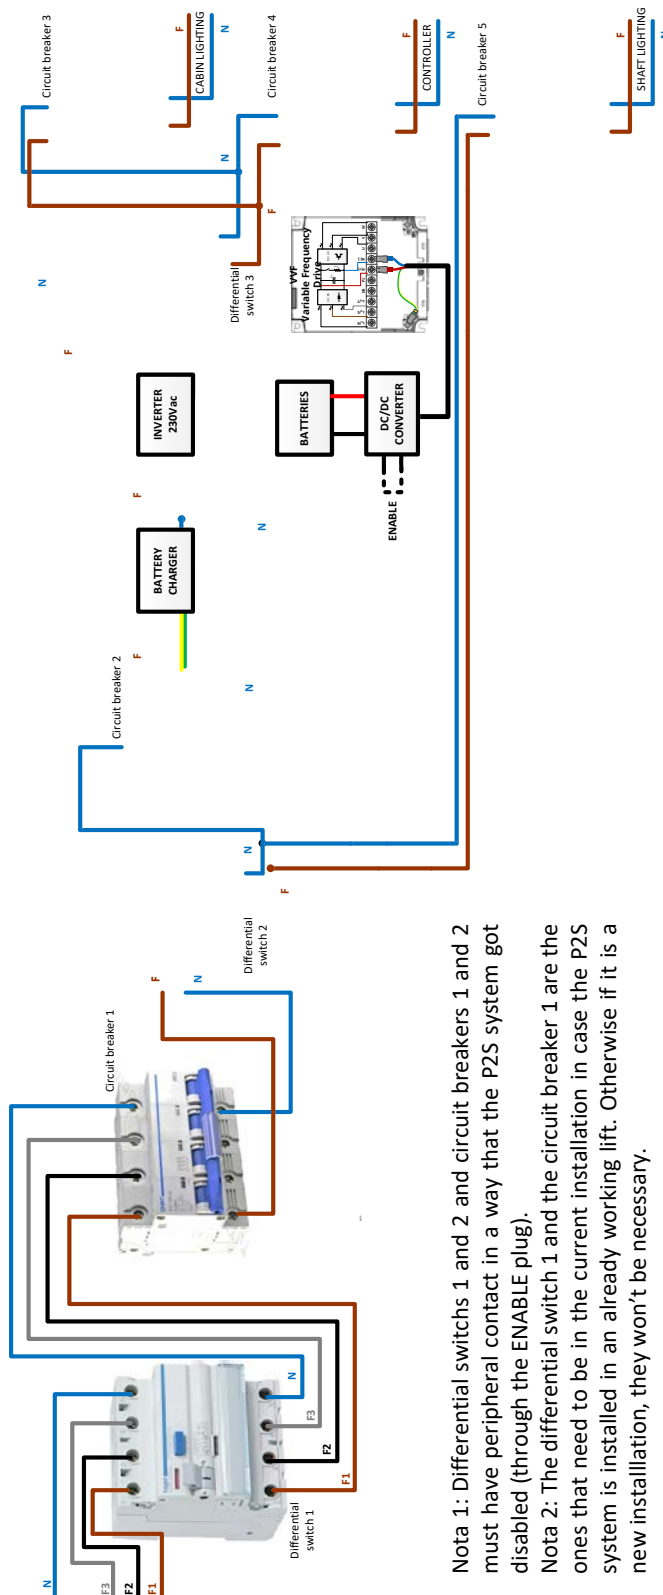 N
F3
F2
F1
Differential
switch 1
F1
F2
F3
N
Circuit breaker 1
F
N
Differential
switch 2
N
F
Circuit breaker 2
F
N
BATTERY
CHARGER
F
N
INVERTER
230Vac
F
N
BATTERIES
DC/DC
CONVERTER
ENABLE
VVF
Variable Frequency
Drive
Differential
switch 3
F
N
Circuit breaker 3
F
CABIN LIGHTING
N
Circuit breaker 4
F
CONTROLLER
N
Circuit breaker 5
F
SHAFT LIGHTING
N
Nota 1: Differential switchs 1 and 2 and circuit breakers 1 and 2
must have peripheral contact in a way that the P2S system got
disabled (through the ENABLE plug).
Nota 2: The differential switch 1 and the circuit breaker 1 are the
ones that need to be in the current installation in case the P2S
system is installed in an already working lift. Otherwise if it is a
new installlation, they won't be necessary.